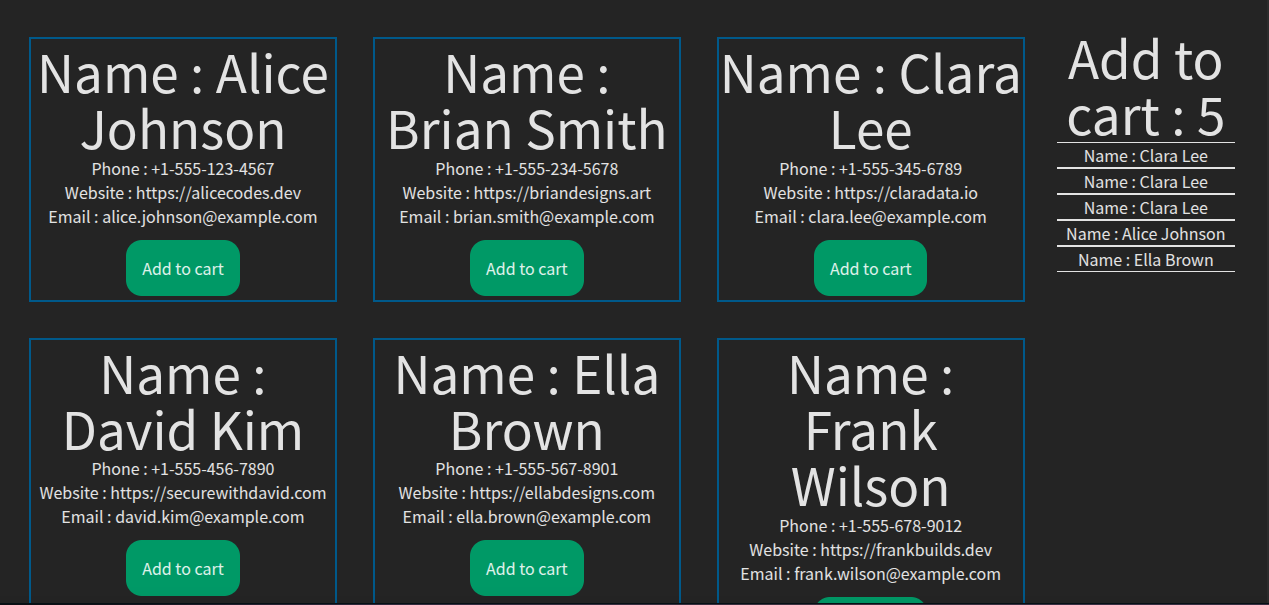 Name : Alice
Johnson
Phone : +1-555-123-4567
Website : https://alicecodes.dev
Email : alice.johnson@example.com
Add to cart
Name :
Brian Smith
Phone : +1-555-234-5678
Website : https://briandesigns.art
Email : brian.smith@example.com
Add to cart
Name : Clara
Lee
Phone : +1-555-345-6789
Website : https://claradata.io
Email : clara.lee@example.com
Add to cart
Add to
cart : 5
Name : Clara Lee
Name : Clara Lee
Name : Clara Lee
Name : Alice Johnson
Name : Ella Brown
Name :
David Kim
Phone : +1-555-456-7890
Website : https://securewithdavid.com
Email : david.kim@example.com
Add to cart
Name : Ella
Brown
Phone : +1-555-567-8901
Website : https://ellabdesigns.com
Email : ella.brown@example.com
Add to cart
Name :
Frank
Wilson
Phone : +1-555-678-9012
Website : https://frankbuilds.dev
Email : frank.wilson@example.com